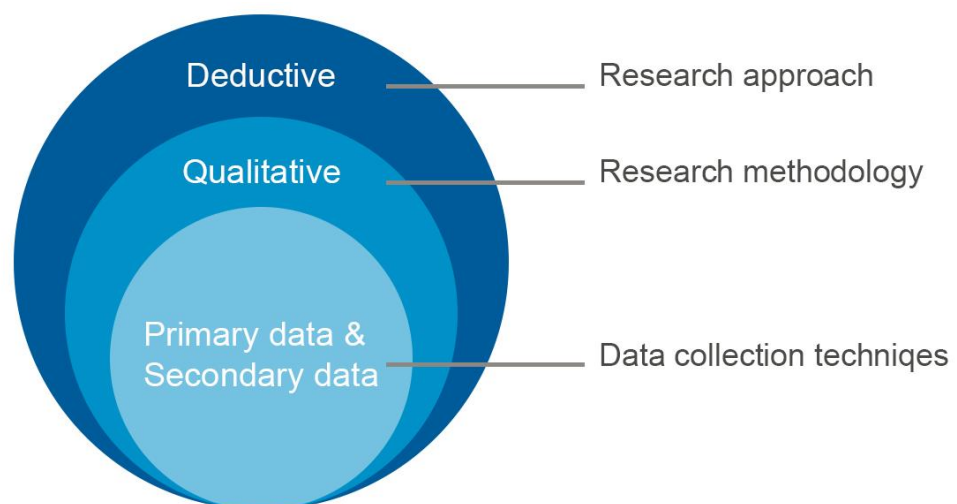 Deductive
Research approach
Qualitative
Research methodology
Primary data &
Secondary data
Data collection techniqes